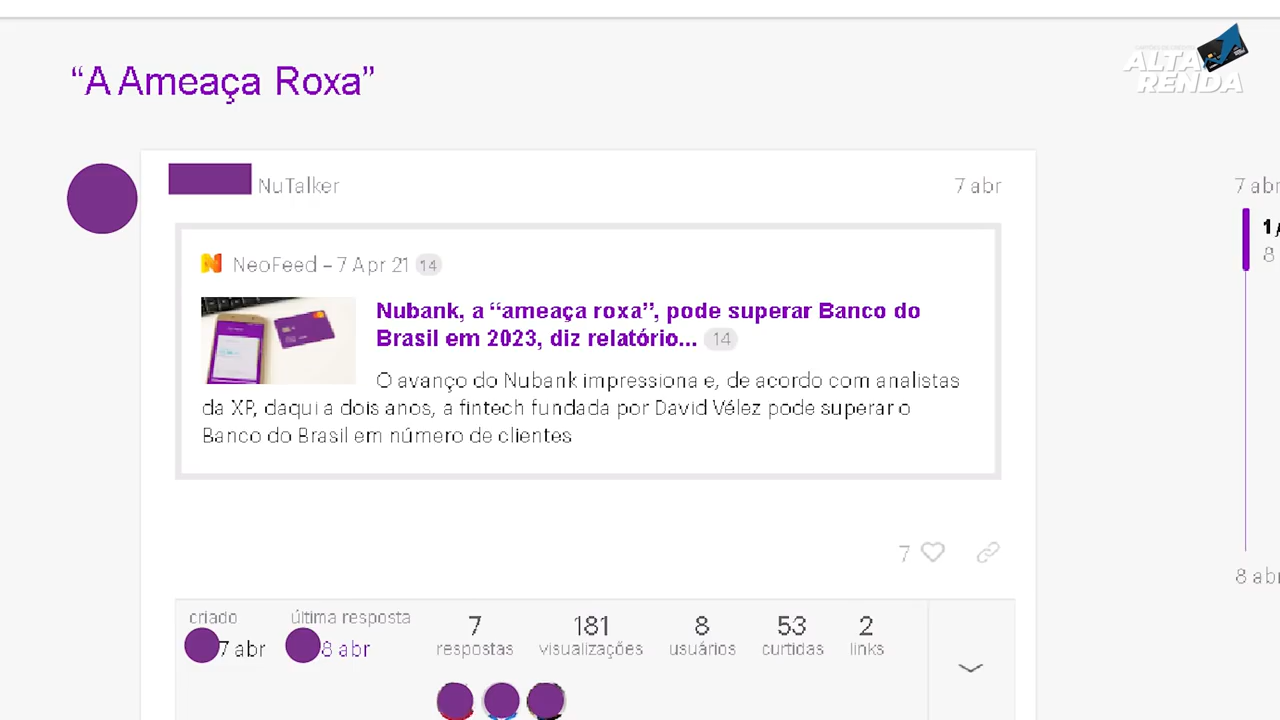 “A Ameaça Roxa”
ALTA
RENDA
NuTalker
7 abr
NeoFeed – 7 Apr 21 14
Nubank, a “ameaça roxa”, pode superar Banco do
Brasil em 2023, diz relatório... 14
O avanço do Nubank impressiona e, de acordo com analistas
da XP, daqui a dois anos, a fintech fundada por David Vélez pode superar o
Banco do Brasil em número de clientes
7
criado
7 abr
última resposta
8 abr
7
respostas
181
visualizações
8
usuários
53
curtidas
2
links
7 abr
8
8 abr